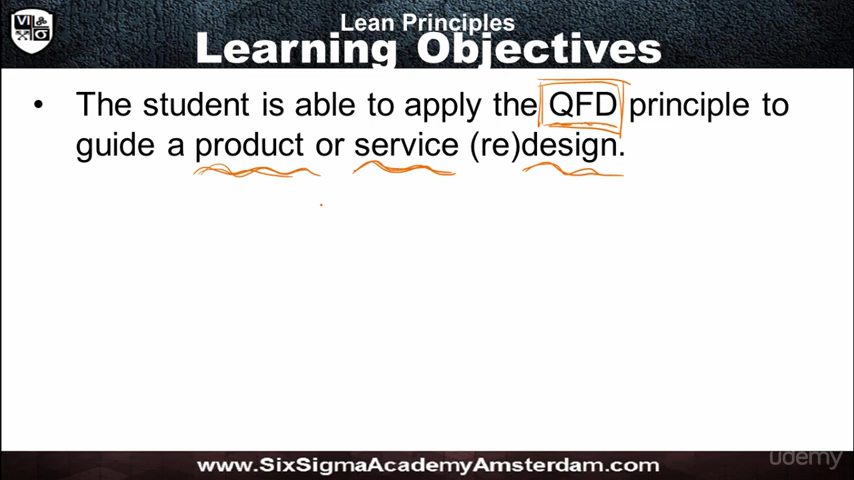 VI
Lean Principles
Learning Objectives
• The student is able to apply the QFD principle to
guide a product or service (re)design.
www.SixSigmaAcademyAmsterdam.com
udemy